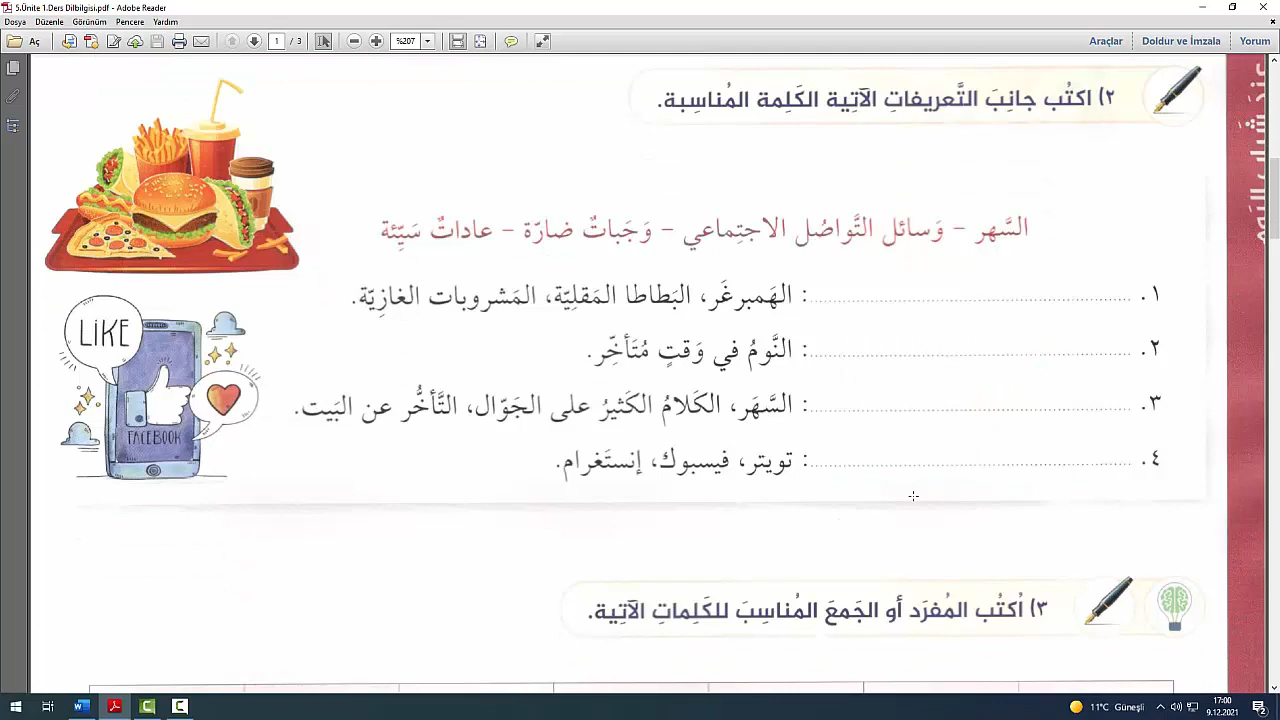 5.Ünite 1.Ders Dilbilgisi.pdf - Adobe Reader
Dosya Düzenle Görünüm Pencere Yardım
Aç 1 / 3 %207 Araçlar Doldur ve İmzala Yorum
٢) اكتُب جانِبَ التَّعريفاتِ الآتِية الكَلِمة المُناسِبة.
السَّهر – وَسائل التَّواصُل الاجتِماعي – وَجَباتٌ ضارّة – عاداتٌ سَيِّئة
١. ........................ : الهَمبرغَر، البَطاطا المَقلِيّة، المَشروبات الغازِيّة.
٢. ........................ : النَّومُ في وَقتٍ مُتَأخِّر.
٣. ........................ : السَّهَر، الكَلامُ الكَثيرُ على الجَوّال، التَّأخُّر عن البَيت.
٤. ........................ : تويتر، فيسبوك، إنستَغرام.
LIKE
FACEBOOK
٣) اُكتُب المُفرَد أو الجَمعَ المُناسِبَ للكَلِماتِ الآتِية.
11°C Güneşli
17:00
9.12.2021
2